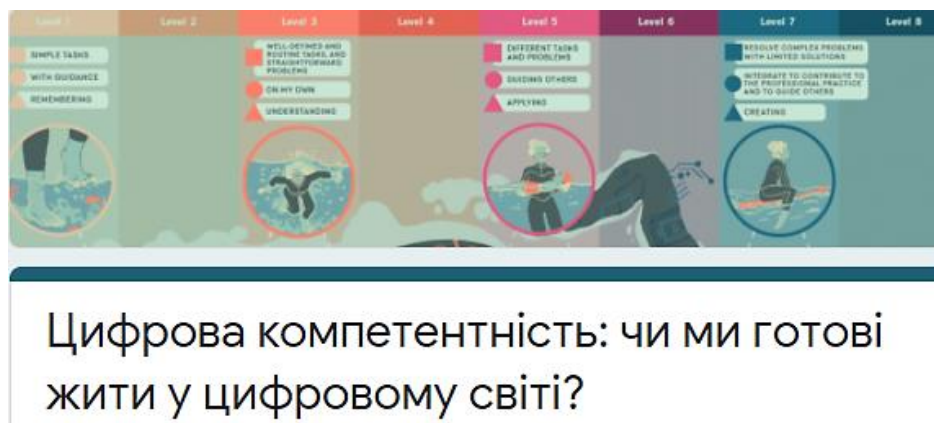 Level 1
Level 2
Level 3
Level 4
Level 5
Level 6
Level 7
Level 8
SIMPLE TASKS
WITH GUIDANCE
REMEMBERING
WELL-DEFINED AND
ROUTINE TASKS, AND
STRAIGHTFORWARD
PROBLEMS
ON MY OWN
UNDERSTANDING
DIFFERENT TASKS
AND PROBLEMS
GUIDING OTHERS
APPLYING
RESOLVE COMPLEX PROBLEMS
WITH LIMITED SOLUTIONS
INTEGRATE TO CONTRIBUTE TO
THE PROFESSIONAL PRACTICE
AND TO GUIDE OTHERS
CREATING
Цифрова компетентність: чи ми готові
жити у цифровому світі?